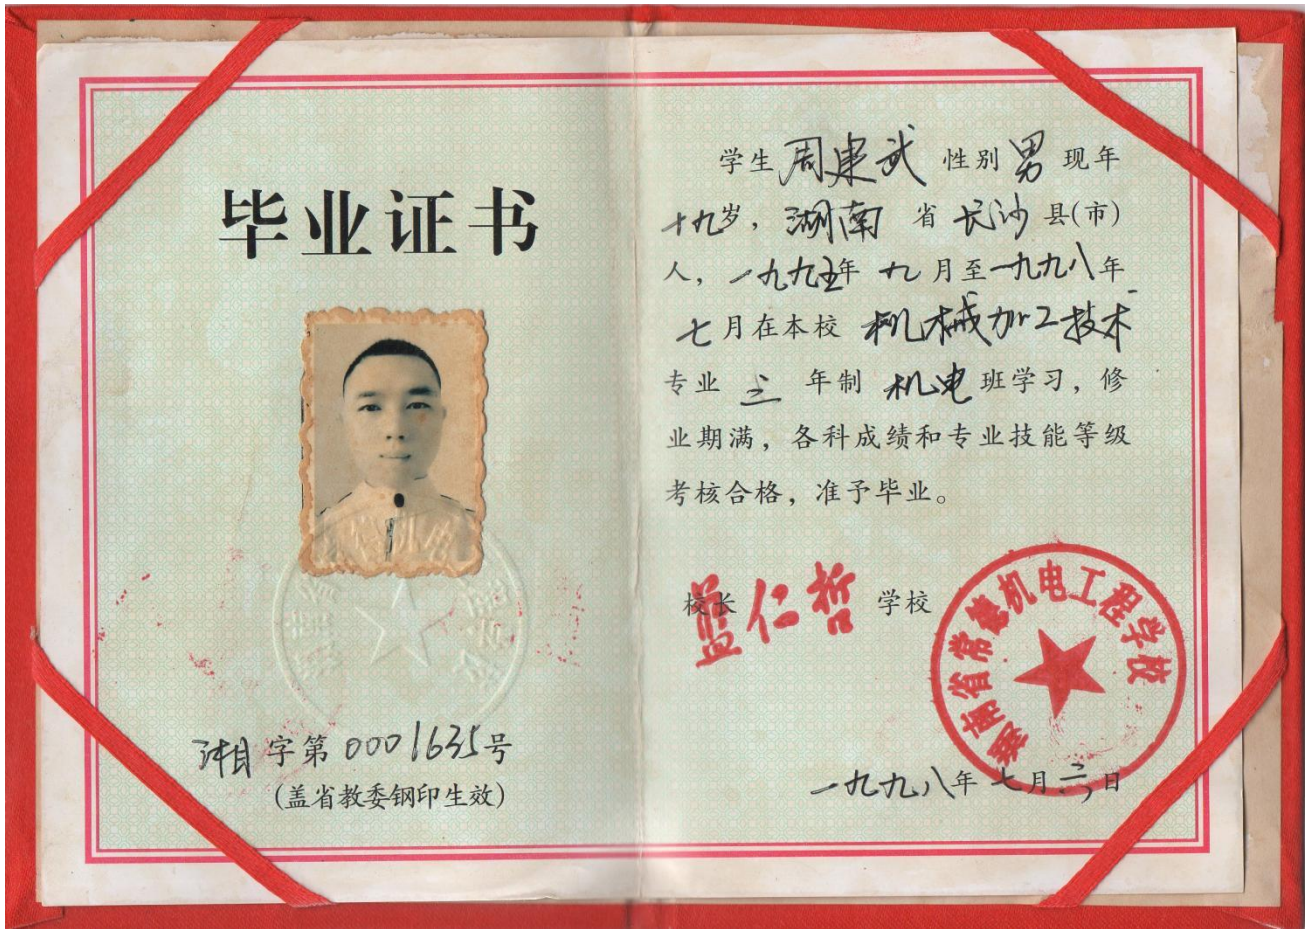 毕业证书
湘字第0001635号
(盖省教委钢印生效)
学生周建武 性别 男 现年
十九岁，湖南 省 长沙 县(市)
人，一九九五年 九 月至一九九八年
七月在本校 机械加工技术
专业 三 年制 机电班学习，修
业期满，各科成绩和专业技能等级
考核合格，准予毕业。
校长 蓝仁哲 学校
湖南省常德机电工程学校
一九九八年 七月 日